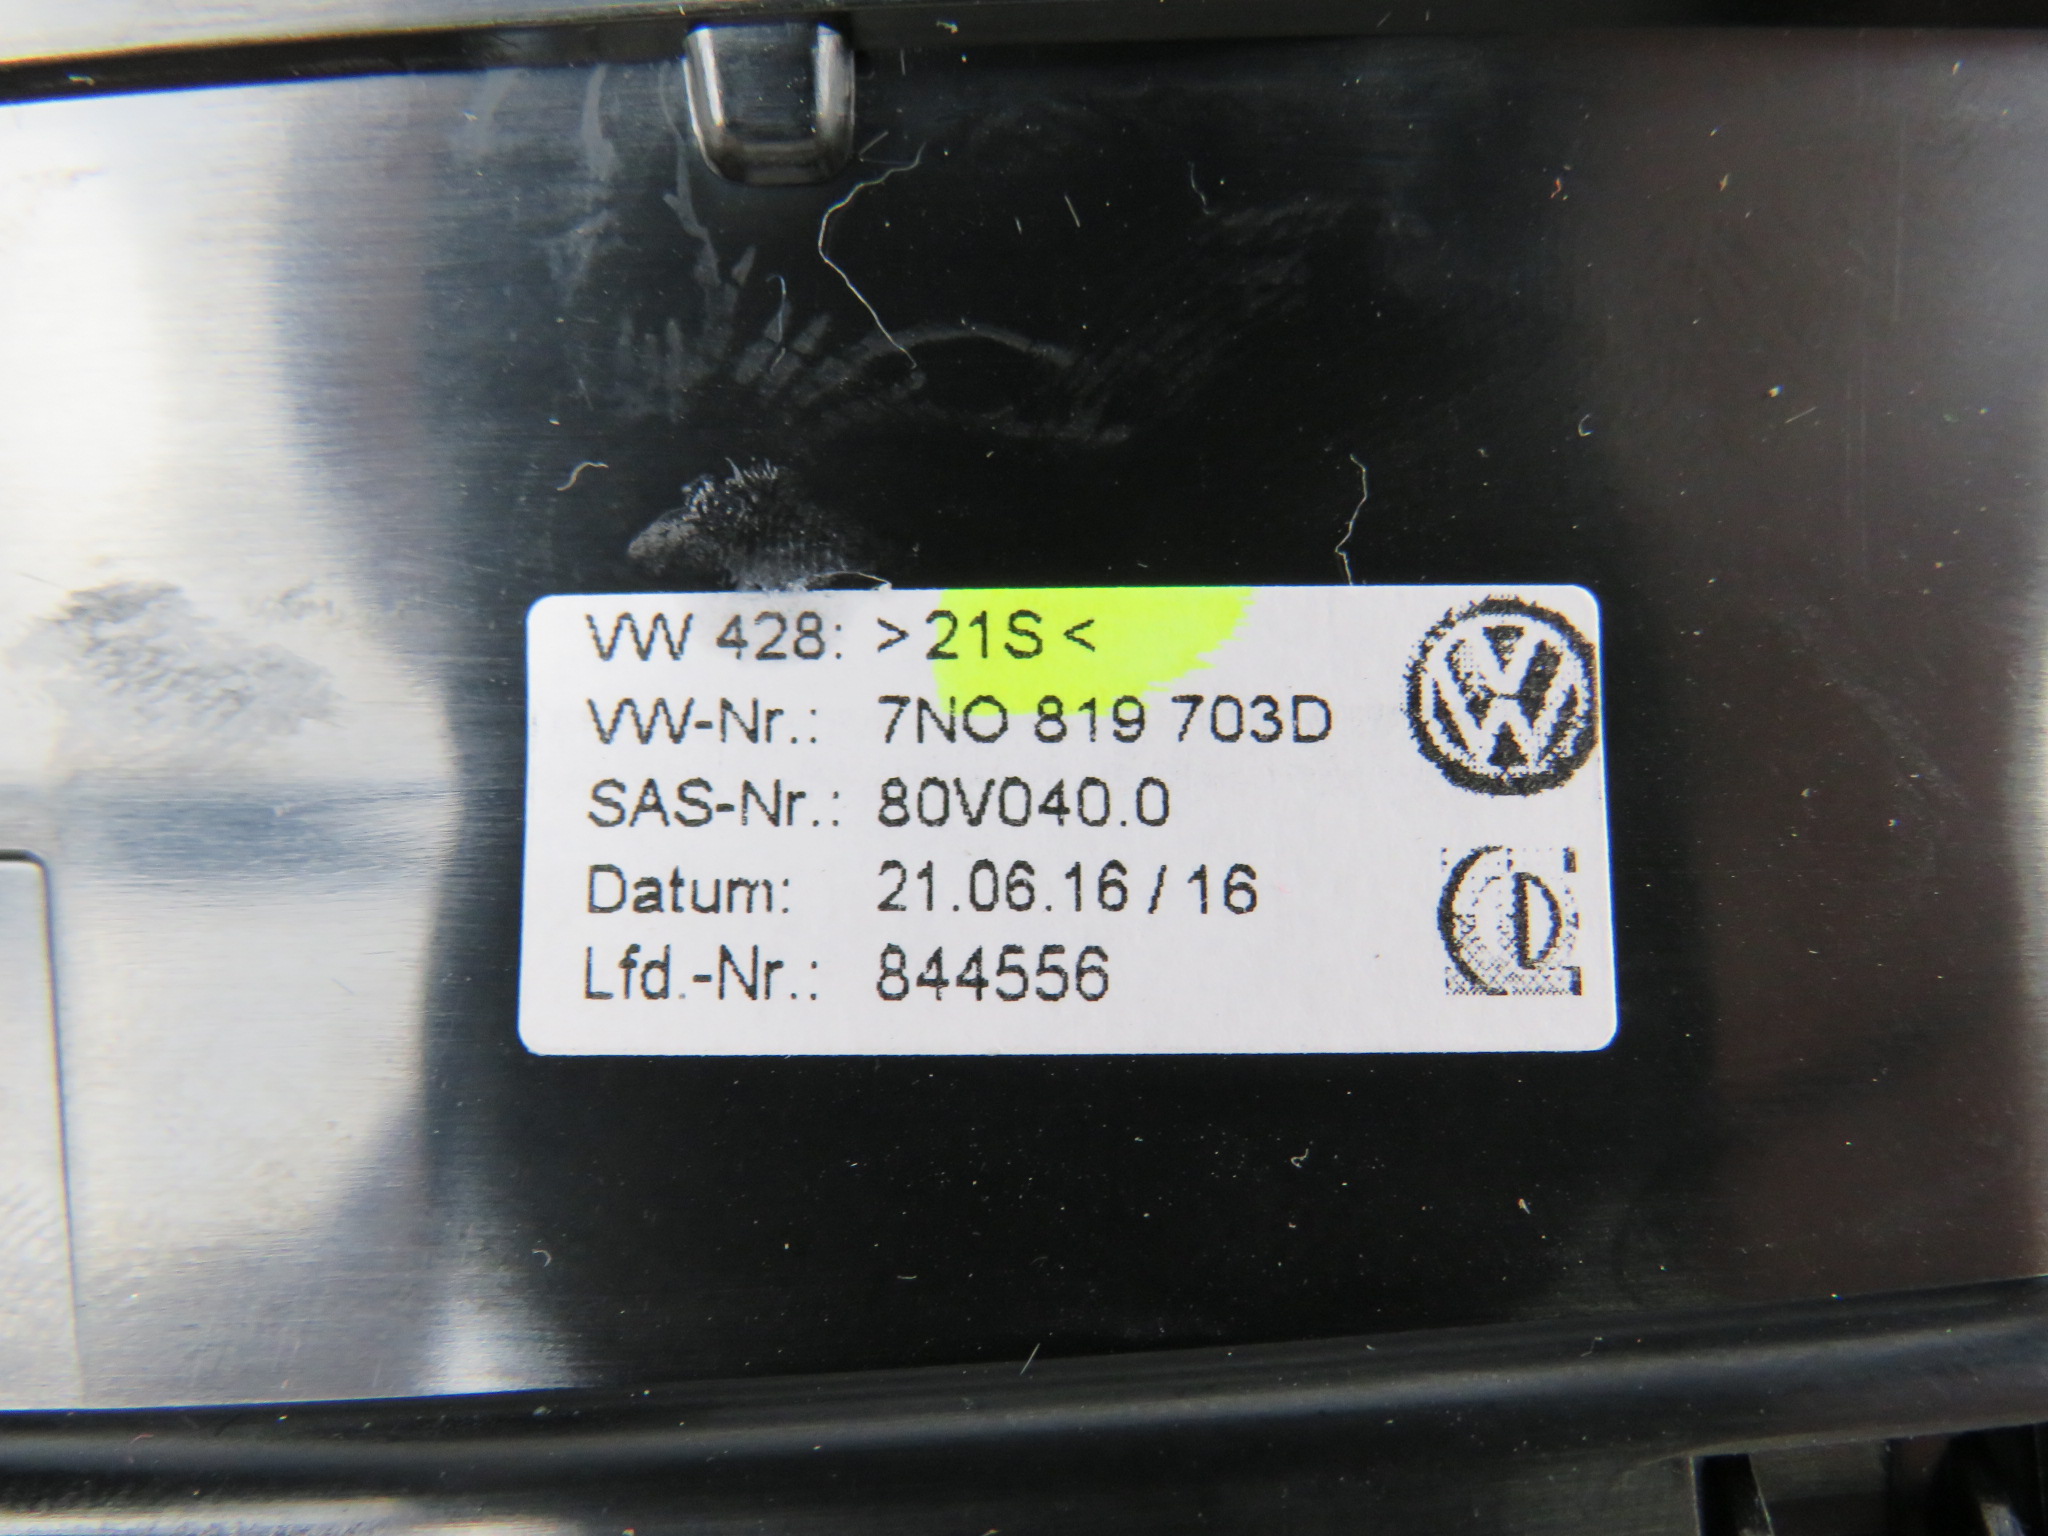 VW 428: >21S<
VW-Nr.: 7NO 819 703D
SAS-Nr.: 80V040.0
Datum: 21.06.16 / 16
Lfd.-Nr.: 844556